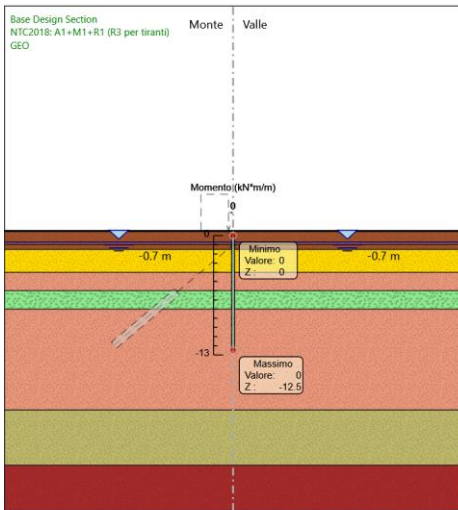 Base Design Section
NTC2018: A1+M1+R1 (R3 per tiranti)
GEO
Monte Valle
Momento (kN*m/m)
0
0
-0.7 m
-0.7 m
Minimo
Valore: 0
Z : 0
-13
Massimo
Valore: 0
Z : -12.5